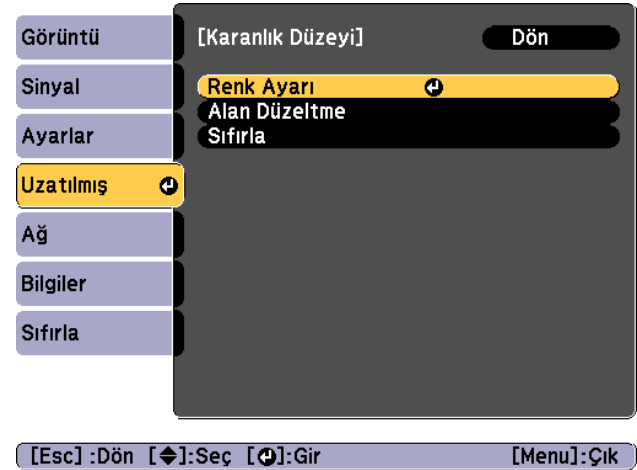 Görüntü
Sinyal
Ayarlar
Uzatılmış
Ağ
Bilgiler
Sıfırla
[Karanlık Düzeyi] Dön
Renk Ayarı
Alan Düzeltme
Sıfırla
[Esc] :Dön [◆]:Seç [↵]:Gir [Menu]:Çık